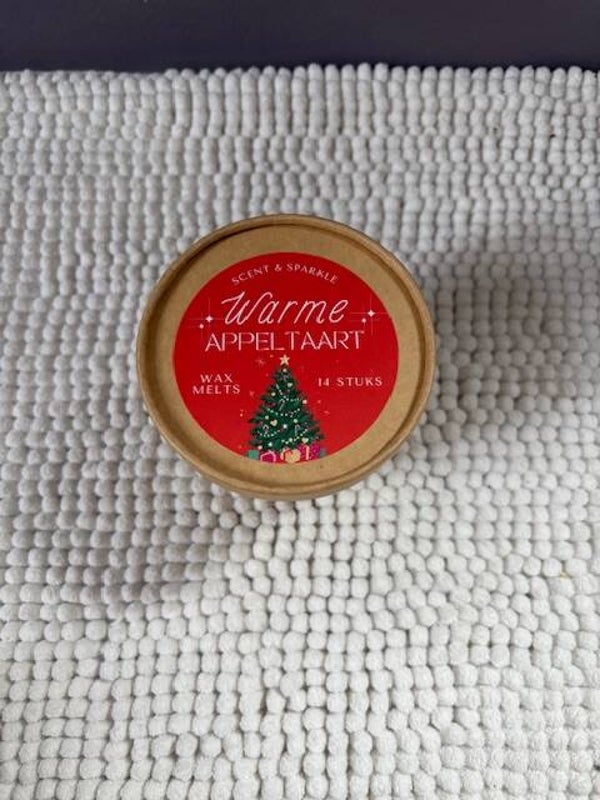 SCENT & SPARKLE
Warme
APPELTAART
WAX
MELTS
14 STUKS